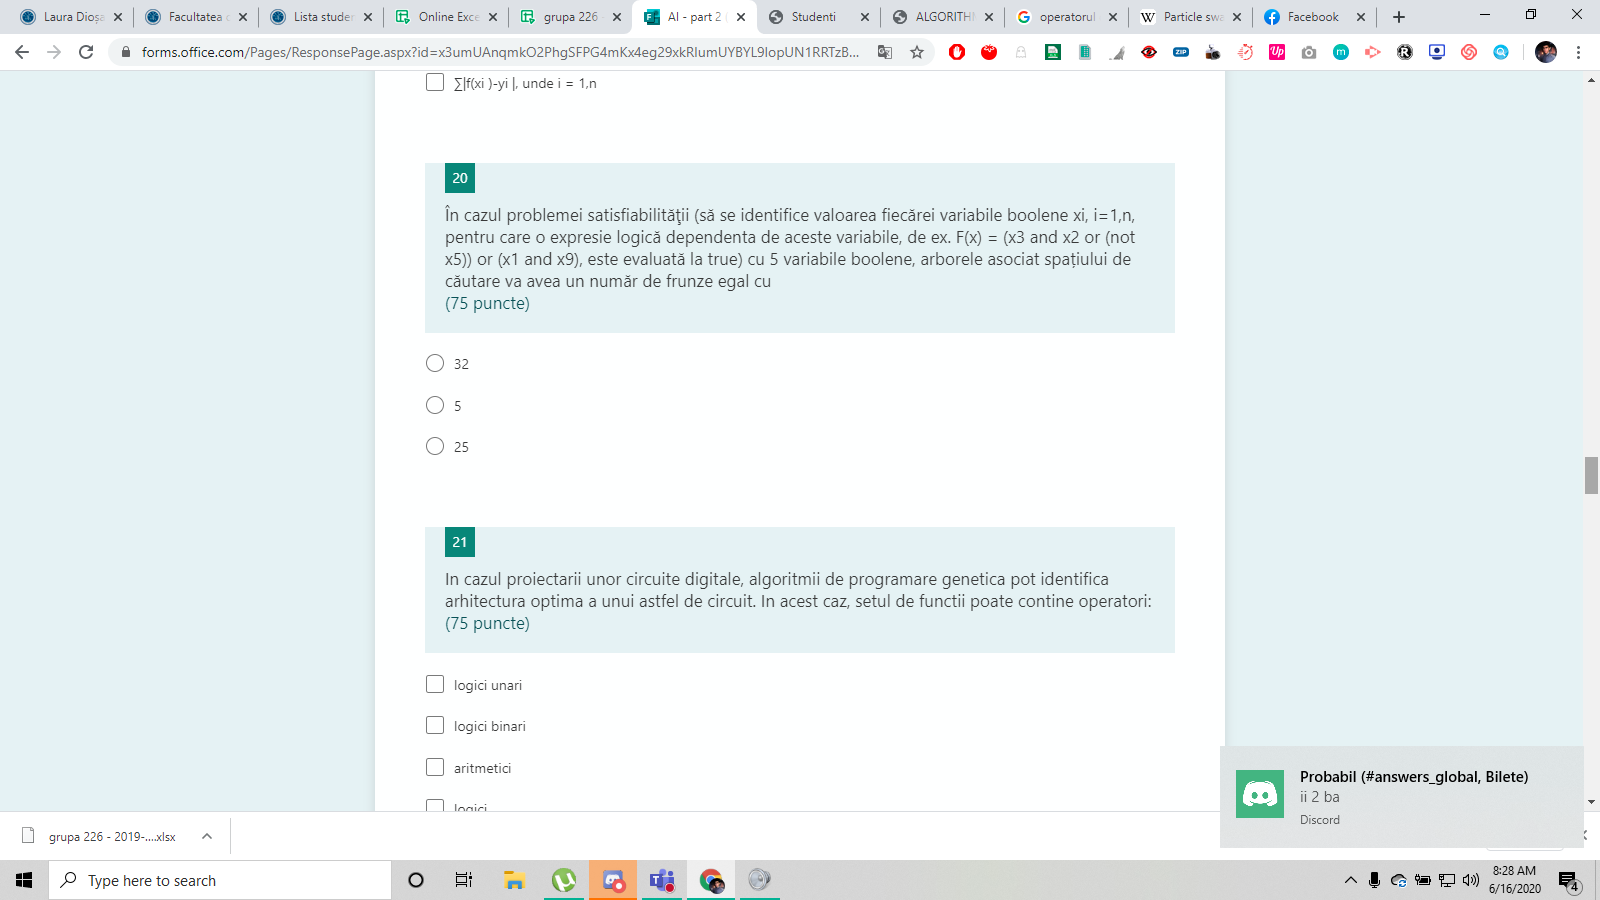 Laura Dioșa
Facultatea c
Lista studer
Online Exce
grupa 226 -
AI - part 2 (
Studenti
ALGORITHM
operatorul
Particle swa
Facebook
forms.office.com/Pages/ResponsePage.aspx?id=x3umUAnqmkO2PhgSFPG4mKx4eg29xkRIumUYBYL9IopUN1RRTzB...
∑|f(xi )-yi |, unde i = 1,n
20
În cazul problemei satisfiabilităţii (să se identifice valoarea fiecărei variabile boolene xi, i=1,n,
pentru care o expresie logică dependenta de aceste variabile, de ex. F(x) = (x3 and x2 or (not
x5)) or (x1 and x9), este evaluată la true) cu 5 variabile boolene, arborele asociat spațiului de
căutare va avea un număr de frunze egal cu
(75 puncte)
32
5
25
21
In cazul proiectarii unor circuite digitale, algoritmii de programare genetica pot identifica
arhitectura optima a unui astfel de circuit. In acest caz, setul de functii poate contine operatori:
(75 puncte)
logici unari
logici binari
aritmetici
logici
Probabil (#answers_global, Bilete)
ii 2 ba
Discord
grupa 226 - 2019-....xlsx
Type here to search
8:28 AM
6/16/2020
4